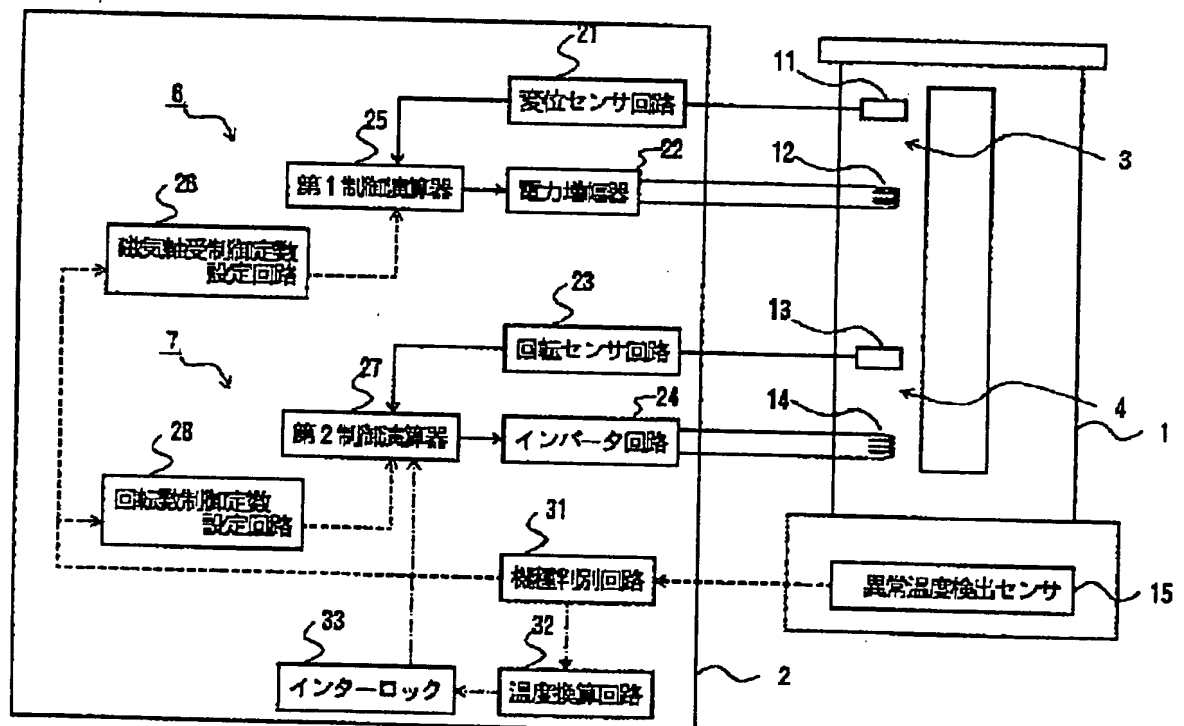 21
変位センサ回路
11
6
25
第1制御演算器
22
電力増幅器
12
3
26
磁気軸受制御定数
設定回路
23
回転センサ回路
13
7
27
第2制御演算器
24
インバータ回路
14
4
1
28
回転数制御定数
設定回路
31
機種判別回路
異常温度検出センサ
15
33
インターロック
32
温度換算回路
2